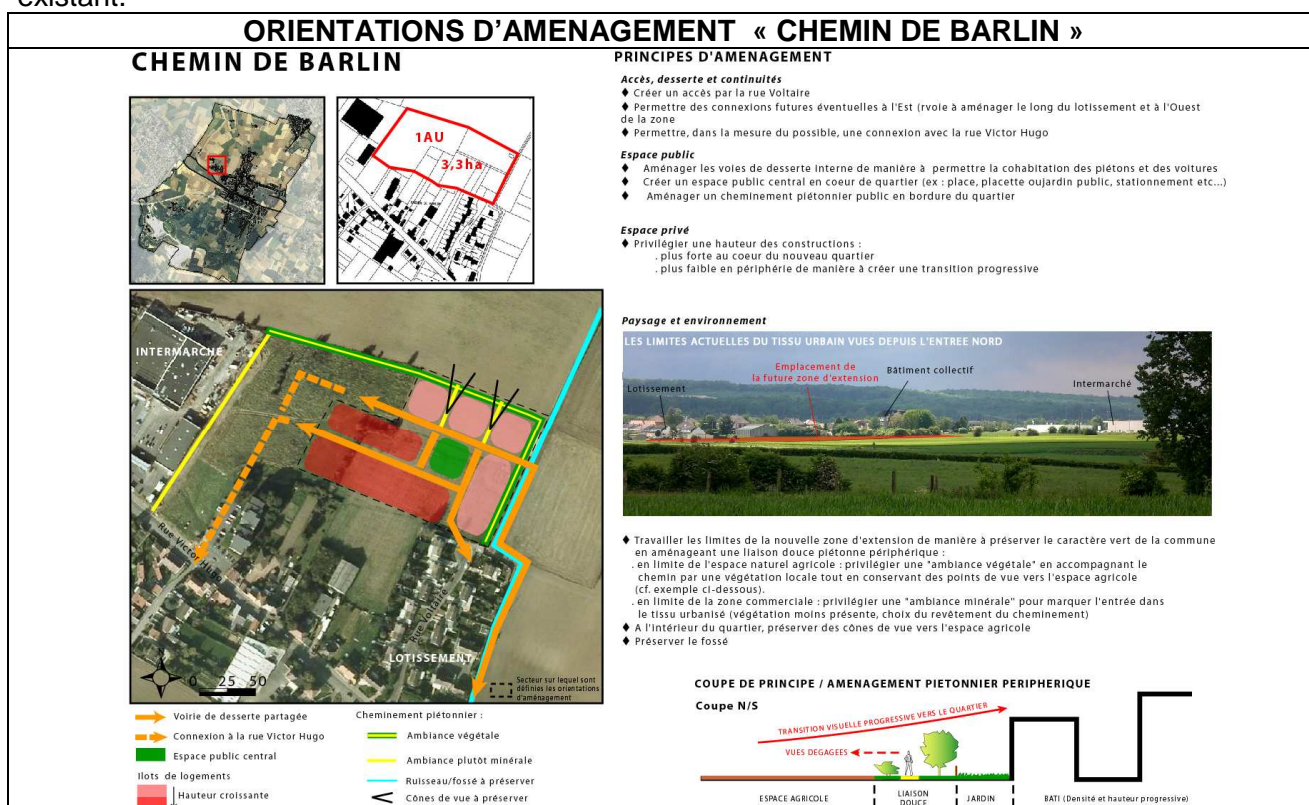 existant.
ORIENTATIONS D’AMENAGEMENT « CHEMIN DE BARLIN »
CHEMIN DE BARLIN
1AU
3,3ha
PRINCIPES D'AMENAGEMENT
Accès, desserte et continuités
♦ Créer un accès par la rue Voltaire
♦ Permettre des connexions futures éventuelles à l'Est (rvoie à aménager le long du lotissement et à l'Ouest
de la zone
♦ Permettre, dans la mesure du possible, une connexion avec la rue Victor Hugo
Espace public
♦ Aménager les voies de desserte interne de manière à permettre la cohabitation des piétons et des voitures
♦ Créer un espace public central en coeur de quartier (ex : place, placette oujardin public, stationnement etc...)
♦ Aménager un cheminement piétonnier public en bordure du quartier
Espace privé
♦ Privilégier une hauteur des constructions :
. plus forte au coeur du nouveau quartier
. plus faible en périphérie de manière à créer une transition progressive
INTERMARCHE
Rue Victor Hugo
Rue Voltaire
LOTISSEMENT
N
0 25 50
Secteur sur lequel sont
définies les orientations
d'aménagement
Voirie de desserte partagée
Connexion à la rue Victor Hugo
Espace public central
Ilots de logements
Hauteur croissante
Cheminement piétonnier :
Ambiance végétale
Ambiance plutôt minérale
Ruisseau/fossé à préserver
Cônes de vue à préserver
Paysage et environnement
LES LIMITES ACTUELLES DU TISSU URBAIN VUES DEPUIS L'ENTREE NORD
Lotissement
Emplacement de
la future zone d'extension
Bâtiment collectif
Intermarché
♦ Travailler les limites de la nouvelle zone d'extension de manière à préserver le caractère vert de la commune
en aménageant une liaison douce piétonne périphérique :
. en limite de l'espace naturel agricole : privilégier une "ambiance végétale" en accompagnant le
chemin par une végétation locale tout en conservant des points de vue vers l'espace agricole
(cf. exemple ci-dessous).
. en limite de la zone commerciale : privilégier une "ambiance minérale" pour marquer l'entrée dans
le tissu urbanisé (végétation moins présente, choix du revêtement du cheminement)
♦ A l'intérieur du quartier, préserver des cônes de vue vers l'espace agricole
♦ Préserver le fossé
COUPE DE PRINCIPE / AMENAGEMENT PIETONNIER PERIPHERIQUE
Coupe N/S
TRANSITION VISUELLE PROGRESSIVE VERS LE QUARTIER
VUES DEGAGEES
ESPACE AGRICOLE
LIAISON
DOUCE
JARDIN
BATI (Densité et hauteur progressive)